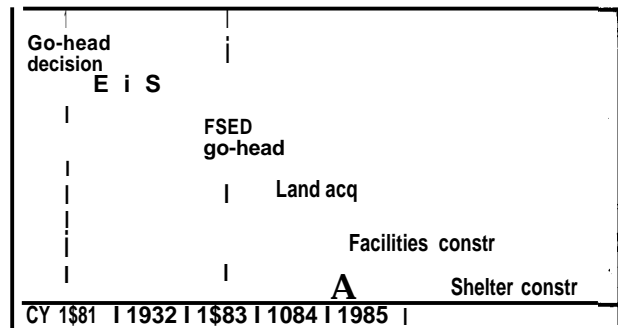 Go-head
decision
E i S
FSED
go-head
Land acq
Facilities constr
A
Shelter constr
CY 1$81 I 1932 I 1$83 I 1084 I 1985 I